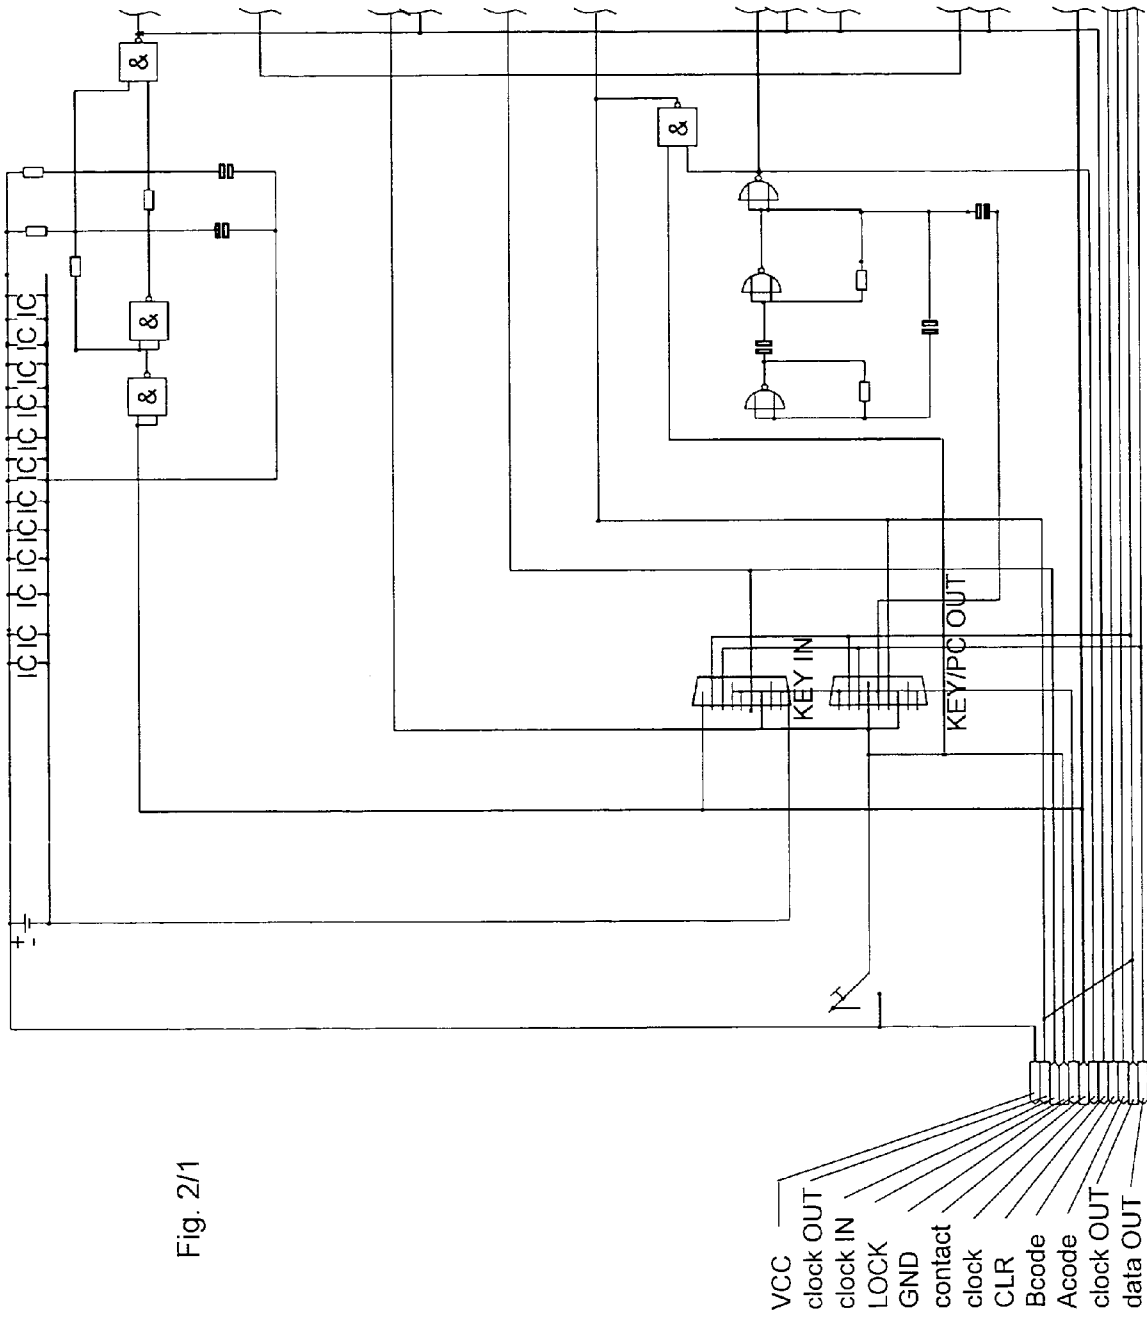 Fig. 2/1
+
-
IC IC IC IC IC IC IC IC IC IC IC IC IC
&
&
&
&
KEY IN
KEY/PC OUT
VCC
clock OUT
clock IN
LOCK
GND
contact
clock
CLR
Bcode
Acode
clock OUT
data OUT